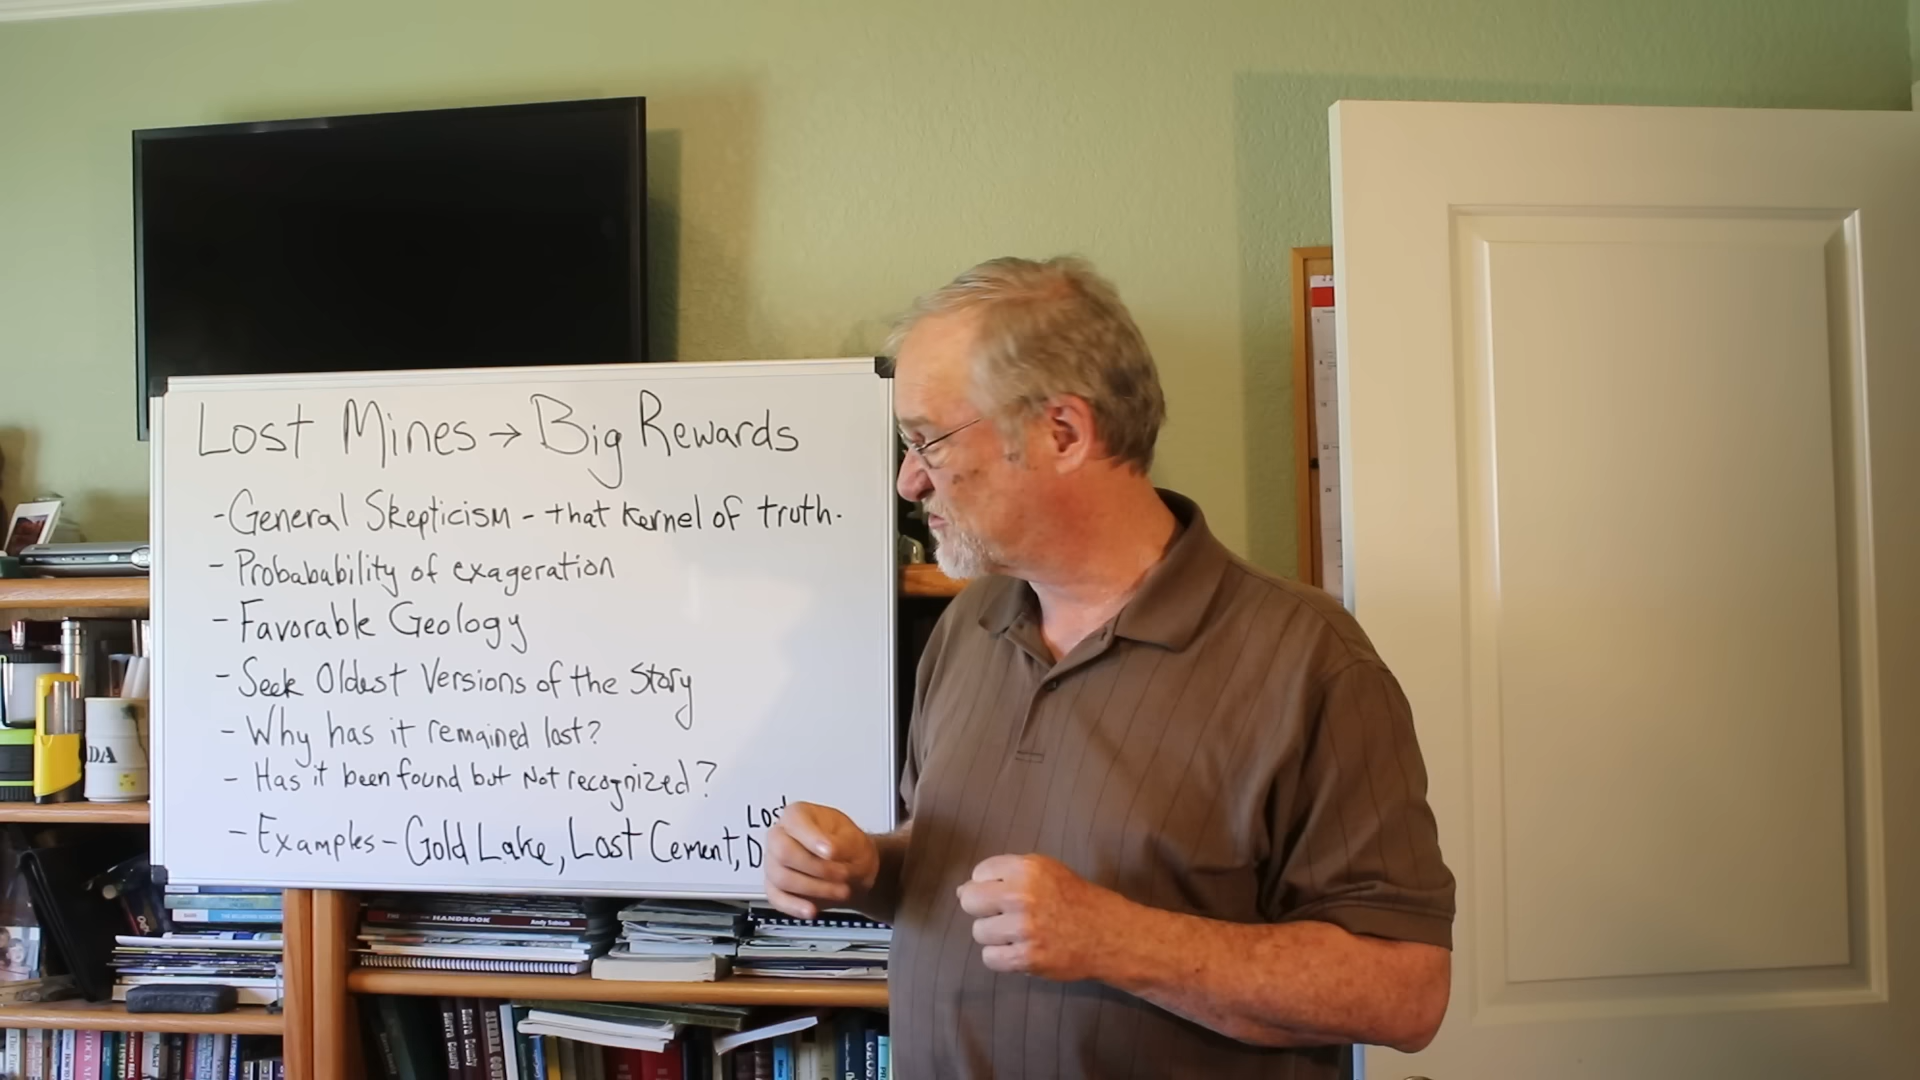 Lost Mines → Big Rewards
- General Skepticism - that kernel of truth.
- Probabability of exageration
- Favorable Geology
- Seek Oldest Versions of the Story
- Why has it remained lost?
- Has it been found but Not recognized?
Lost
- Examples - Gold Lake, Lost Cement, D
DA
HANDBOOK